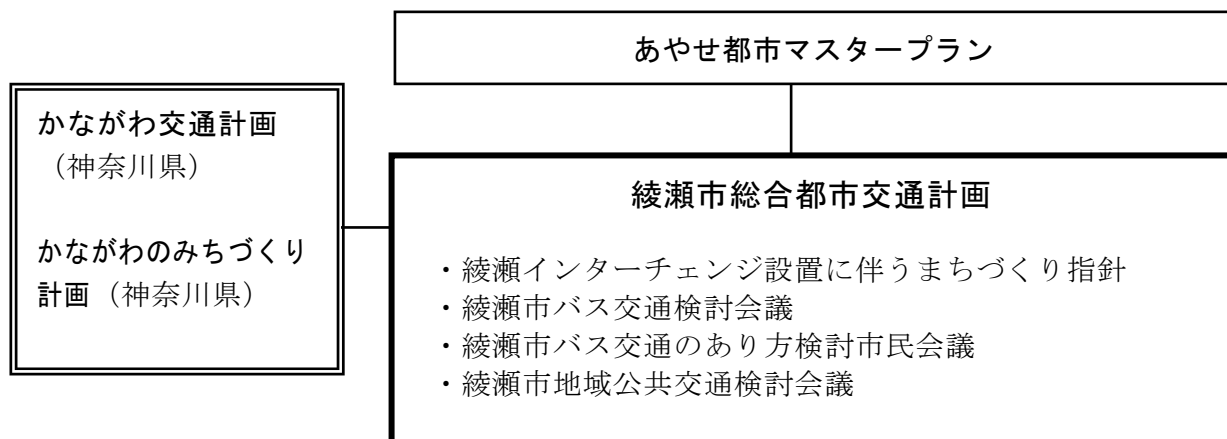 あやせ都市マスタープラン
かながわ交通計画
（神奈川県）
かながわのみちづくり
計画（神奈川県）
綾瀬市総合都市交通計画
・綾瀬インターチェンジ設置に伴うまちづくり指針
・綾瀬市バス交通検討会議
・綾瀬市バス交通のあり方検討市民会議
・綾瀬市地域公共交通検討会議